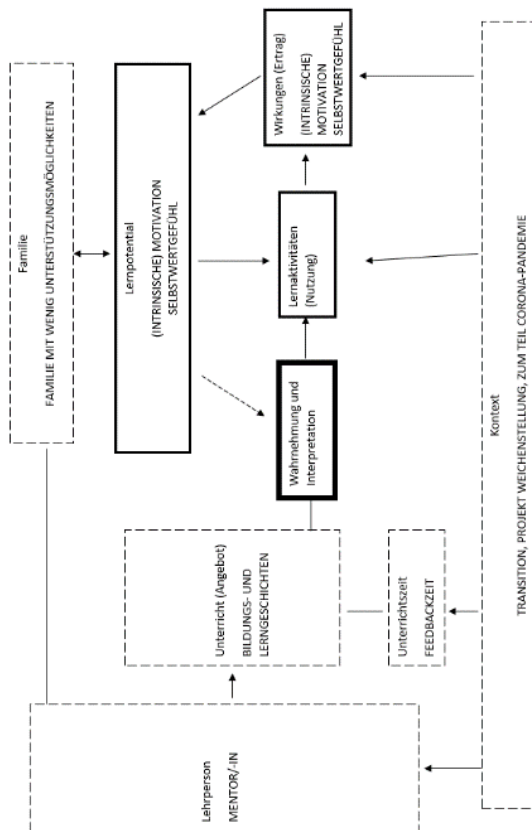 Familie
FAMILIE MIT WENIG UNTERSTÜTZUNGSMÖGLICHKEITEN
Lehrperson
MENTOR/-IN
Unterricht (Angebot)
BILDUNGS- UND
LERNGESCHICHTEN
Wahrnehmung und
Interpretation
Lernpotential
(INTRINSISCHE) MOTIVATION
SELBSTWERTGEFÜHL
Lernaktivitäten
(Nutzung)
Wirkungen (Ertrag)
(INTRINSISCHE)
MOTIVATION
SELBSTWERTGEFÜHL
Unterrichtszeit
FEEDBACKZEIT
Kontext
TRANSITION, PROJEKT WEICHENSTELLUNG, ZUM TEIL CORONA-PANDEMIE